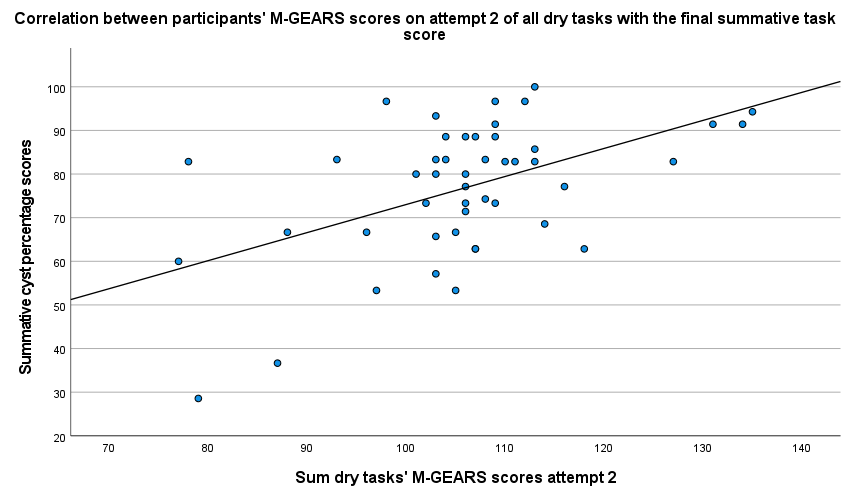 Correlation between participants' M-GEARS scores on attempt 2 of all dry tasks with the final summative task
score
Summative cyst percentage scores
100
90
80
70
60
50
40
30
20
70 80 90 100 110 120 130 140
Sum dry tasks' M-GEARS scores attempt 2